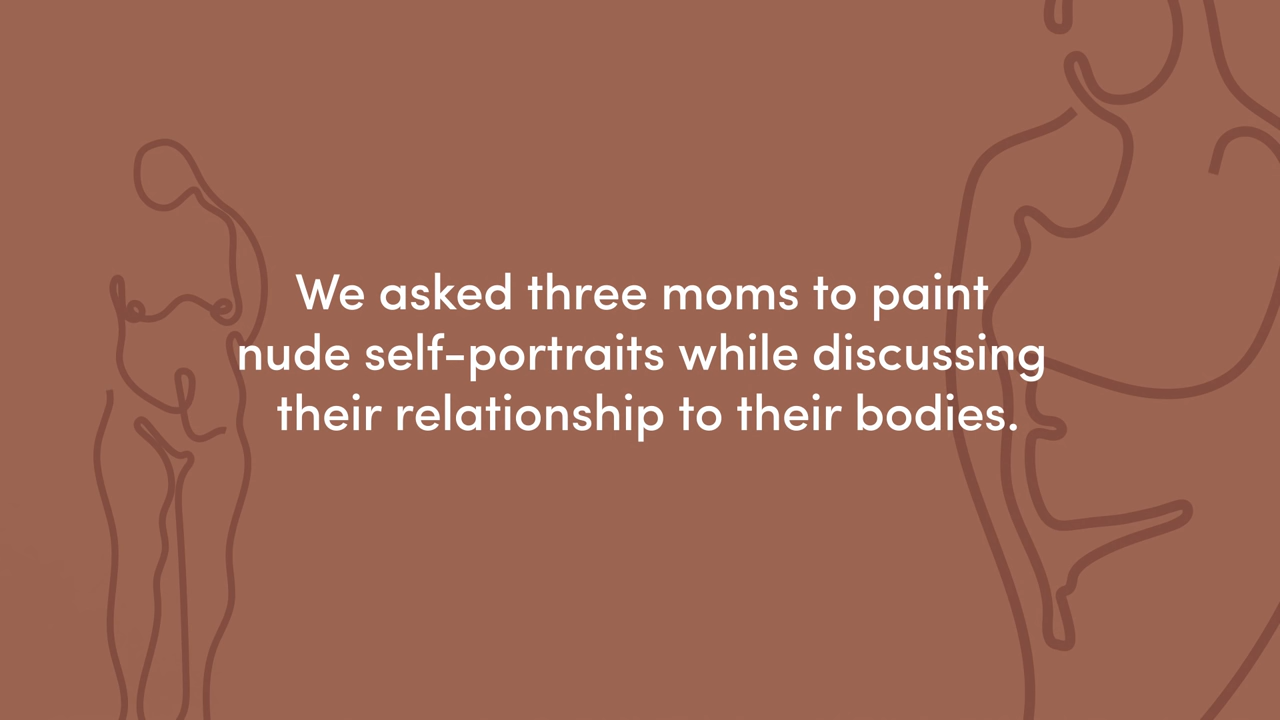 We asked three moms to paint
nude self-portraits while discussing
their relationship to their bodies.